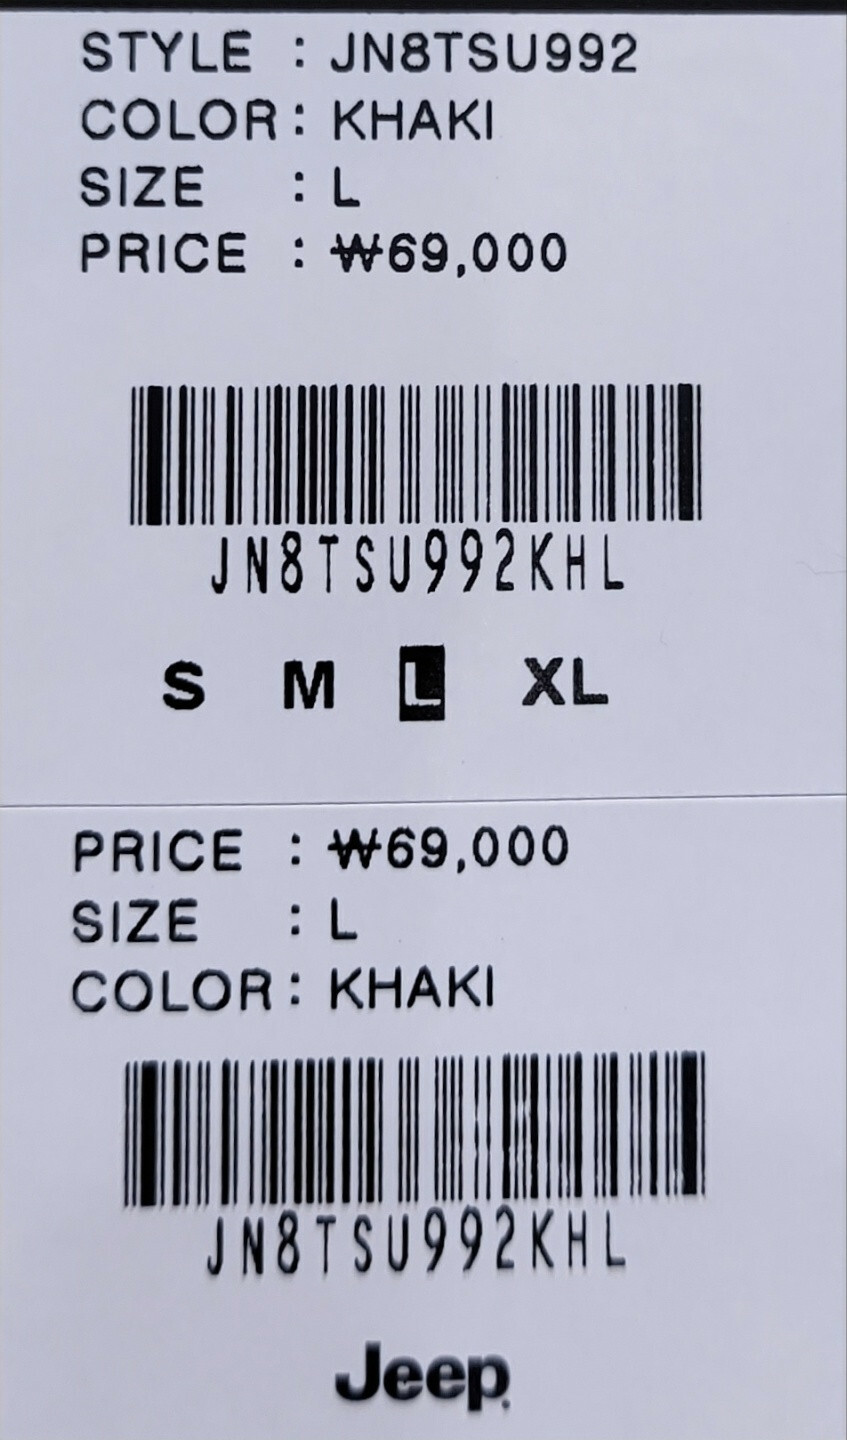 STYLE : JN8TSU992
COLOR : KHAKI
SIZE : L
PRICE : ₩69,000
JN8TSU992KHL
S M L XL
PRICE : ₩69,000
SIZE : L
COLOR : KHAKI
JN8TSU992KHL
Jeep